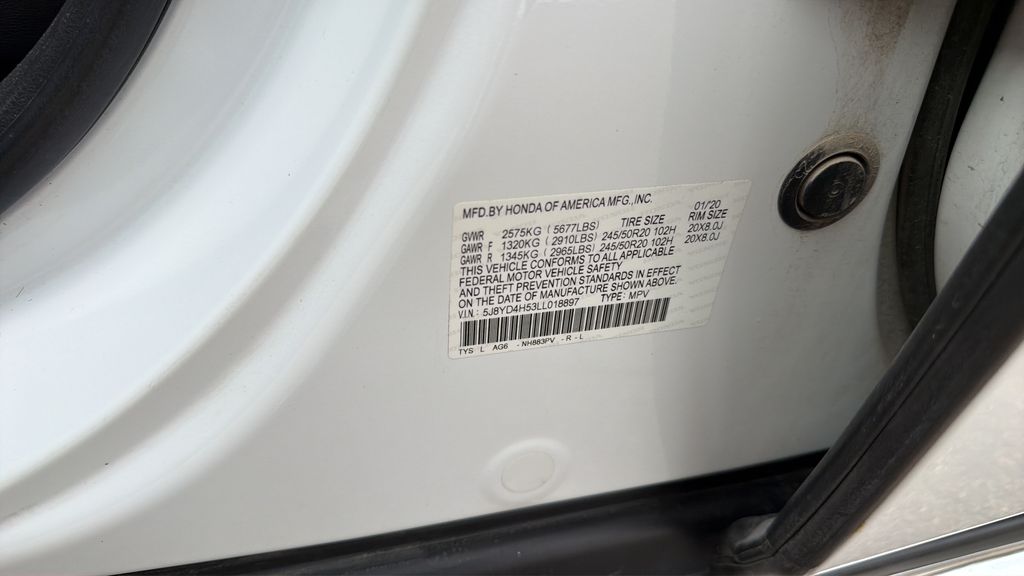 MFD.BY HONDA OF AMERICA MFG.,INC. 01/20
GVWR 2575KG ( 5677LBS) TIRE SIZE RIM SIZE
GAWR F 1320KG ( 2910LBS) 245/50R20 102H 20X8.0J
GAWR R 1345KG ( 2965LBS) 245/50R20 102H 20X8.0J
THIS VEHICLE CONFORMS TO ALL APPLICABLE
FEDERAL MOTOR VEHICLE SAFETY
AND THEFT PREVENTION STANDARDS IN EFFECT
ON THE DATE OF MANUFACTURE SHOWN ABOVE.
V.I.N.: 5J8YD4H53LL018897 TYPE: MPV
TYS L AG6 - NH883PV - R - L